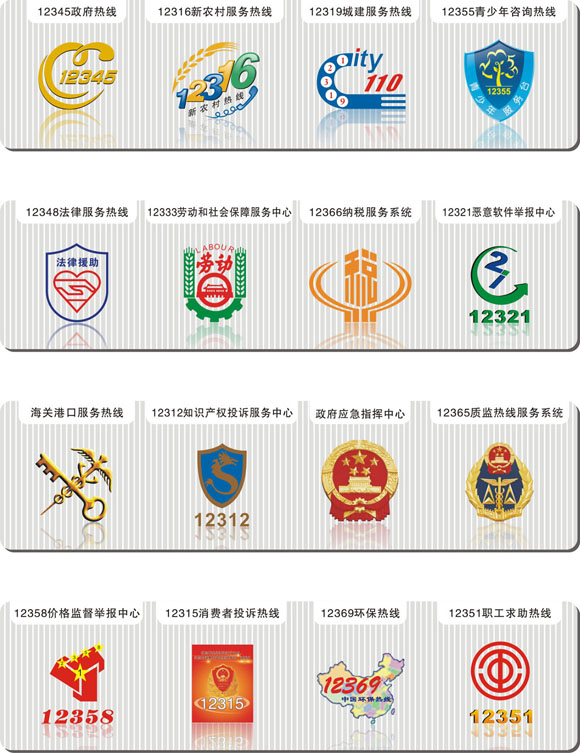 12345政府热线
12316新农村服务热线
12319城建服务热线
12355青少年咨询热线
12345
12316
新农村热线
City
110
12319
12355
青少年服务台
12348法律服务热线
12333劳动和社会保障服务中心
12366纳税服务系统
12321恶意软件举报中心
法律援助
LABOUR
劳动
税
21
12321
海关港口服务热线
12312知识产权投诉服务中心
政府应急指挥中心
12365质监热线服务系统
12312
12358价格监督举报中心
12315消费者投诉热线
12369环保热线
12351职工求助热线
12358
12315
12369
中国环保热线
12351